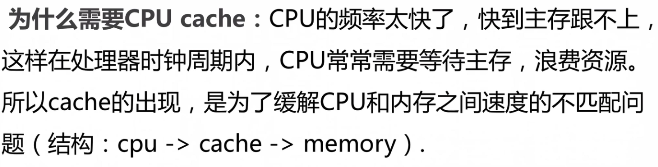 为什么需要CPU cache：CPU的频率太快了，快到主存跟不上，
这样在处理器时钟周期内，CPU常常需要等待主存，浪费资源。
所以cache的出现，是为了缓解CPU和内存之间速度的不匹配问
题（结构：cpu -> cache -> memory）.